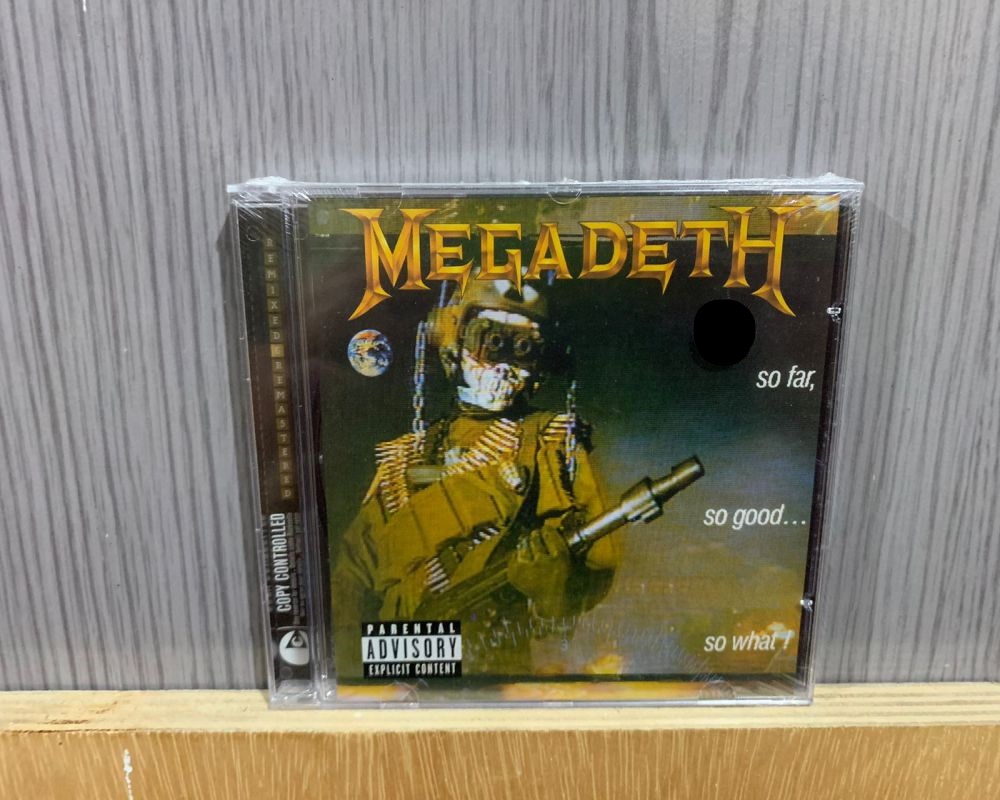 MEGADETH
so far,
so good...
so what !
PARENTAL
ADVISORY
EXPLICIT CONTENT
REMIXED & REMASTERED
COPY CONTROLLED